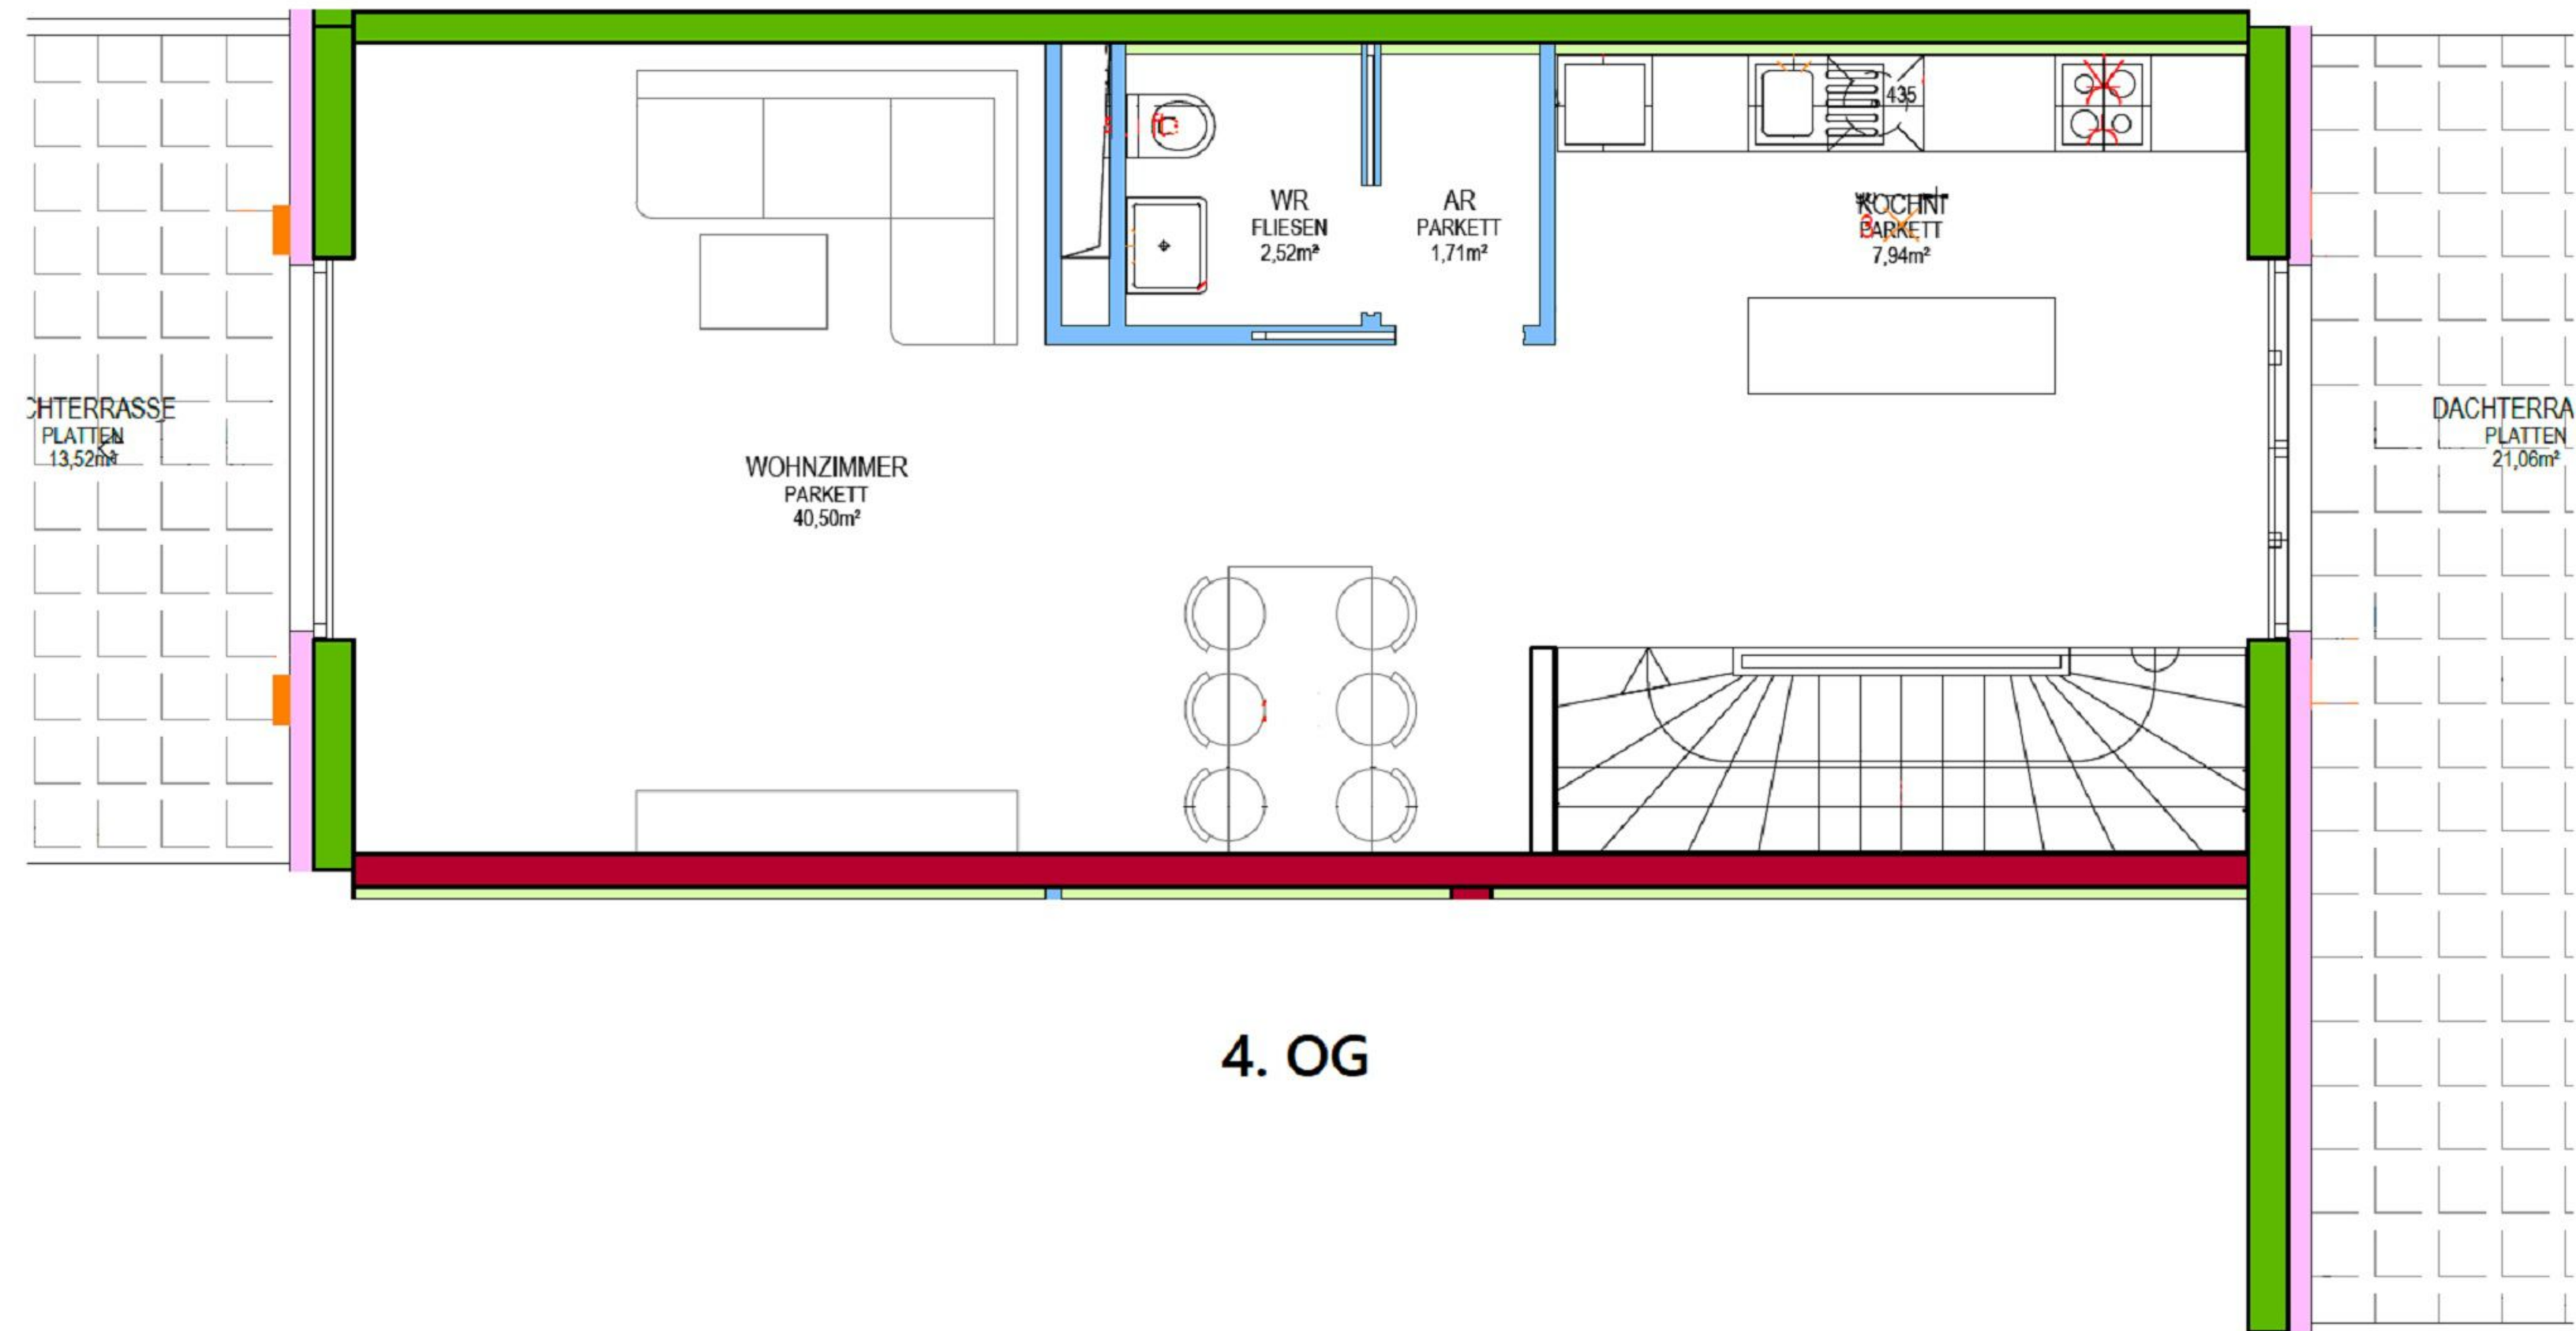 435
WR
FLIESEN
2,52m²
AR
PARKETT
1,71m²
KOCHNI
PARKETT
7,94m²
CHTERRASSE
PLATTEN
13,52m²
DACHTERRA
PLATTEN
21,06m²
WOHNZIMMER
PARKETT
40,50m²
4. OG